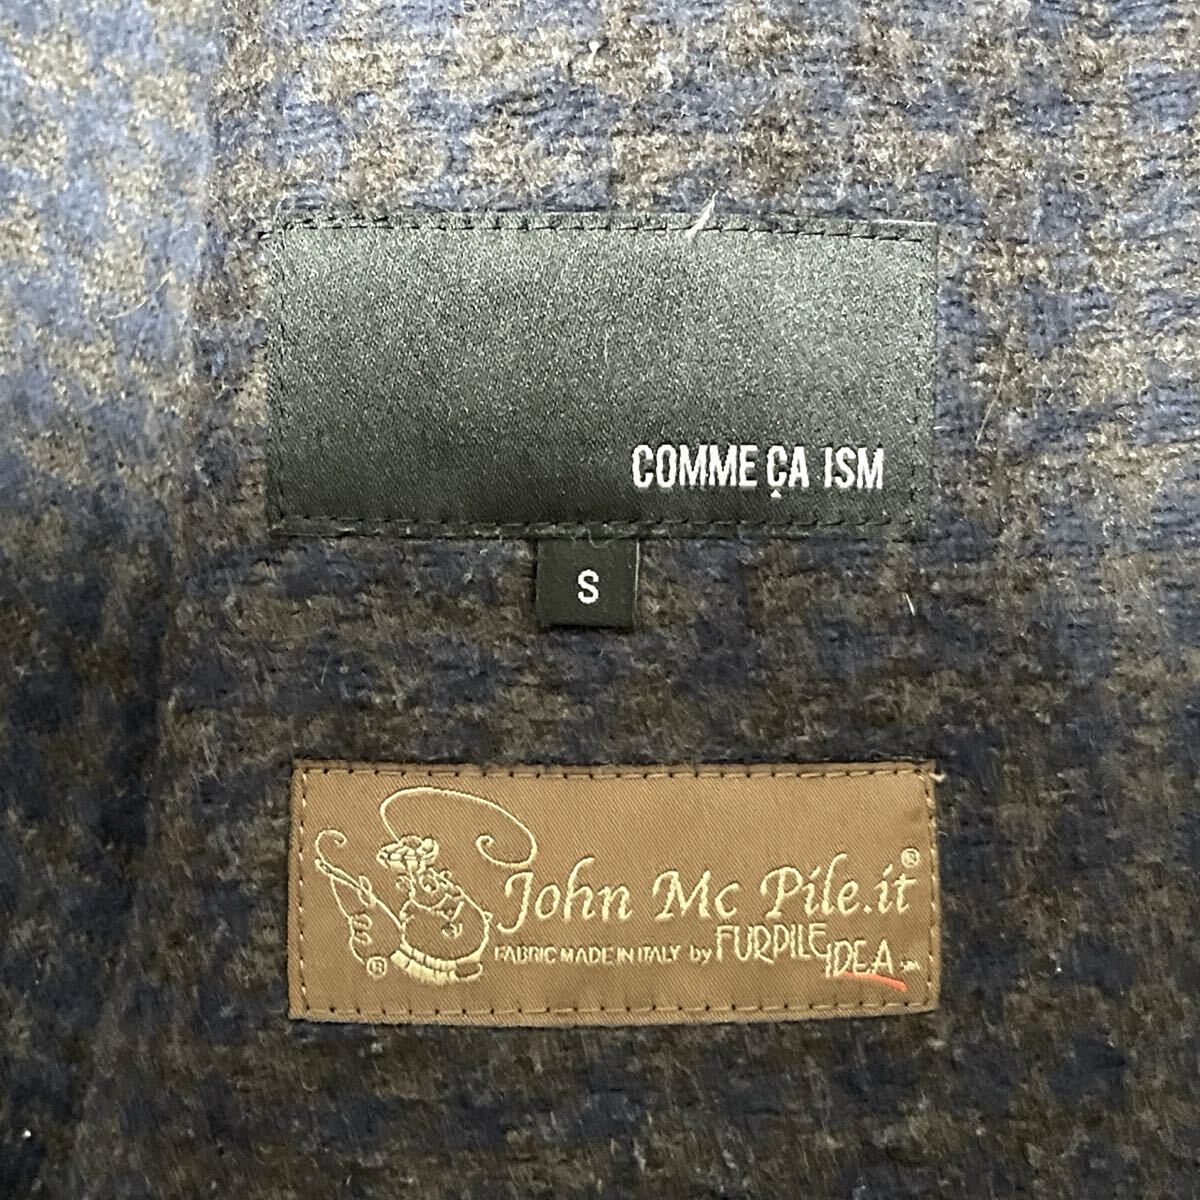 COMME ÇA ISM
S
John Mc Pile.it®
®
FABRIC MADE IN ITALY by FURPILE
IDEA